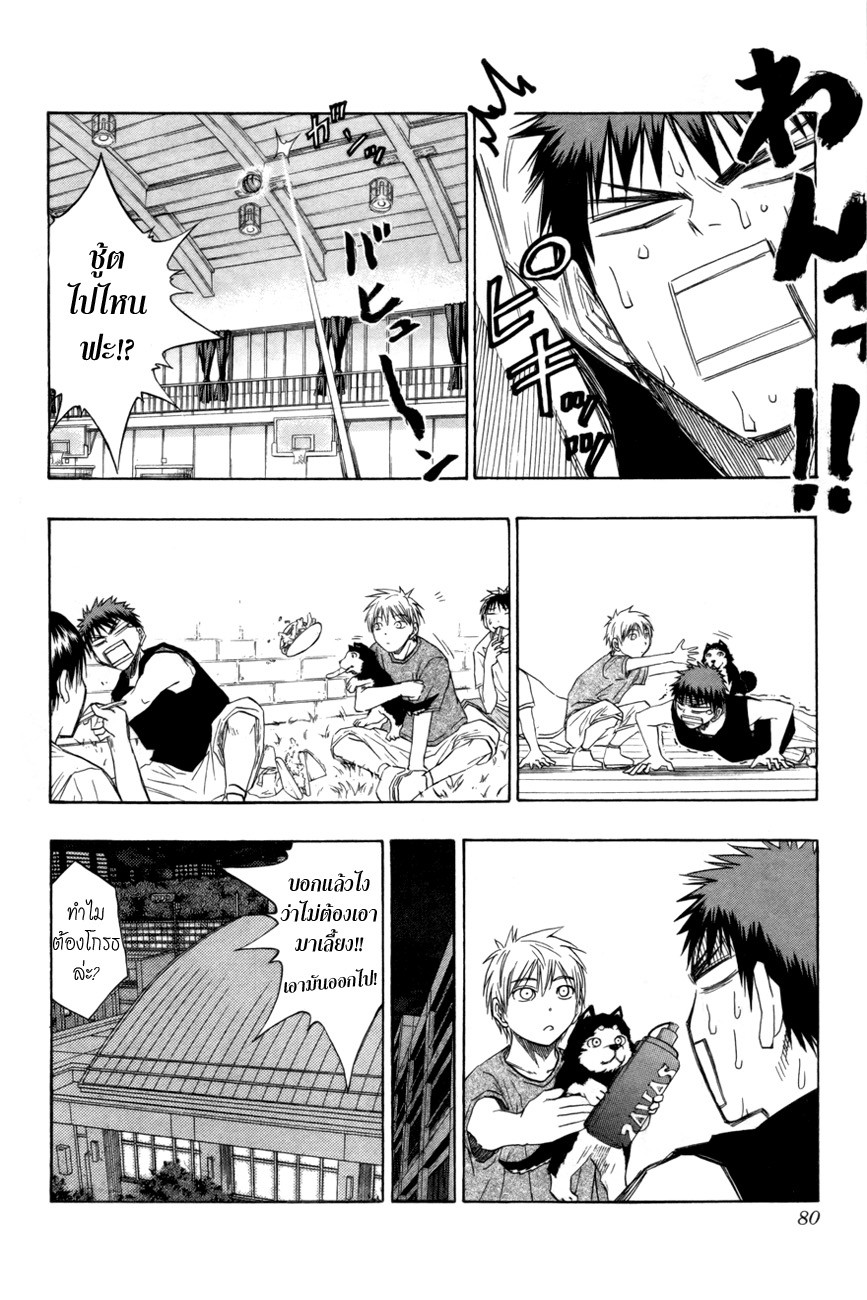 わんっ!!
ピキッ
ガンッ
バヒューーン
ชู้ต
ไปไหน
ฟะ!?
บอกแล้วไง
ว่าไม่ต้องเอา
มาเลี้ยง!!
เอามันออกไป!
ทำไม
ต้องโกรธ
ล่ะ?
80